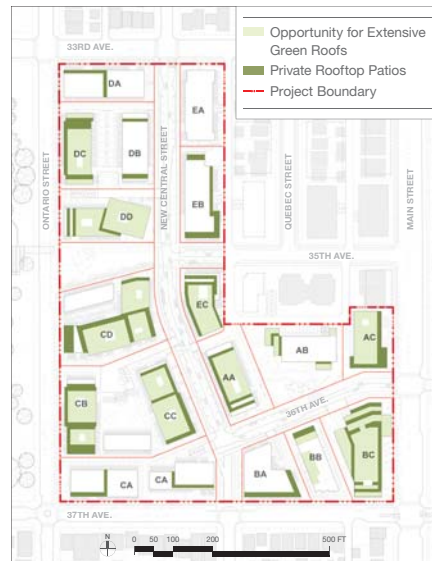 33RD AVE.
Opportunity for Extensive
Green Roofs
Private Rooftop Patios
Project Boundary
DA
EA
DC
DB
ONTARIO STREET
NEW CENTRAL STREET
QUEBEC STREET
MAIN STREET
EB
DD
35TH AVE.
EC
CD
AC
AB
AA
CB
CC
36TH AVE.
BC
BB
BA
CA
CA
37TH AVE.
N
0 50 100 200 500 FT